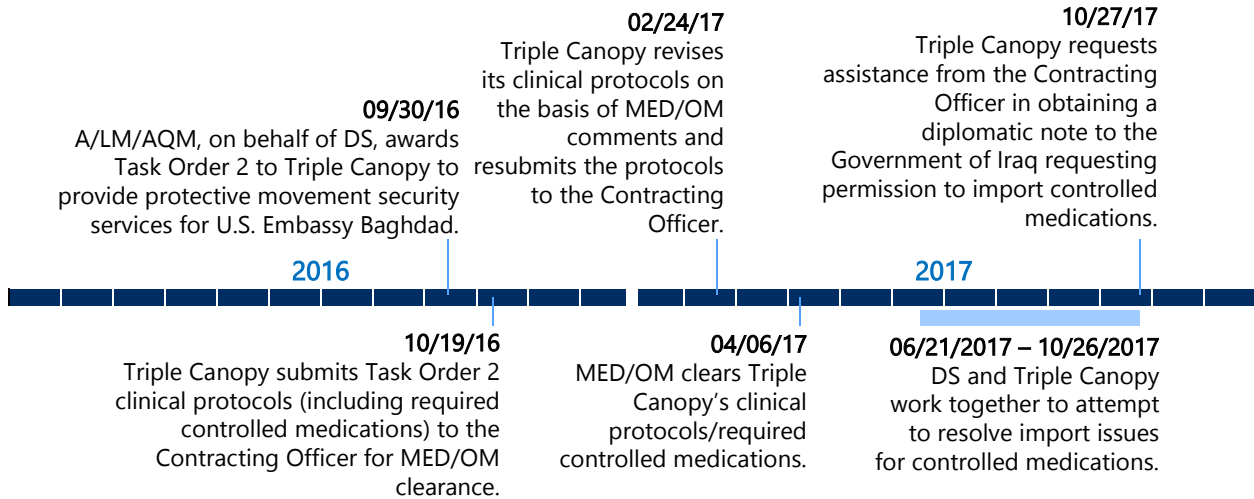 09/30/16
A/LM/AQM, on behalf of DS, awards
Task Order 2 to Triple Canopy to
provide protective movement security
services for U.S. Embassy Baghdad.
02/24/17
Triple Canopy revises
its clinical protocols on
the basis of MED/OM
comments and
resubmits the protocols
to the Contracting
Officer.
10/27/17
Triple Canopy requests
assistance from the Contracting
Officer in obtaining a
diplomatic note to the
Government of Iraq requesting
permission to import controlled
medications.
2016
2017
10/19/16
Triple Canopy submits Task Order 2
clinical protocols (including required
controlled medications) to the
Contracting Officer for MED/OM
clearance.
04/06/17
MED/OM clears Triple
Canopy’s clinical
protocols/required
controlled medications.
06/21/2017 – 10/26/2017
DS and Triple Canopy
work together to attempt
to resolve import issues
for controlled medications.